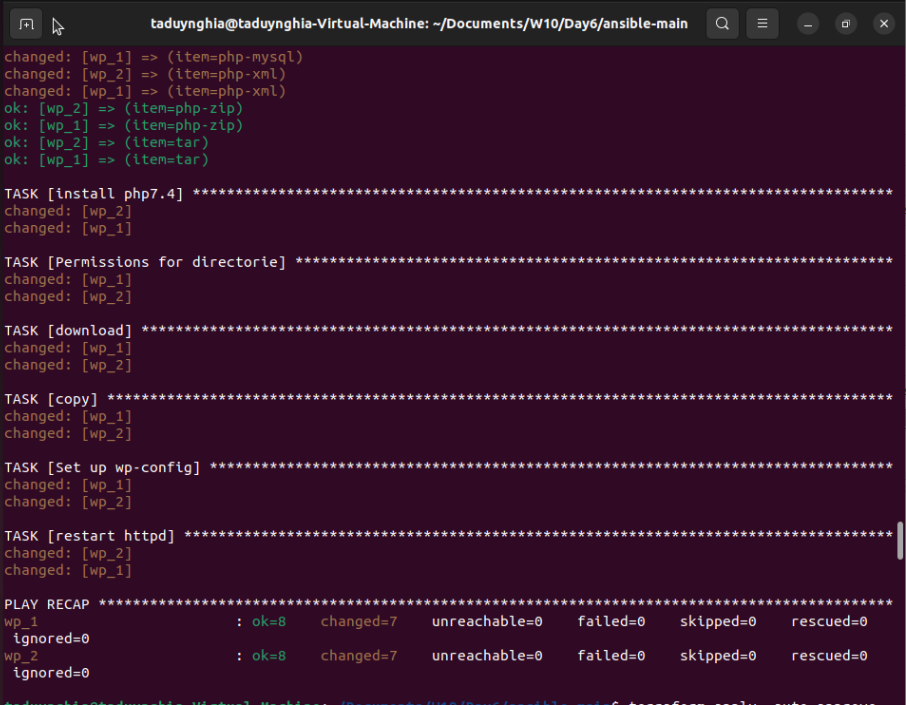 taduynghia@taduynghia-Virtual-Machine: ~/Documents/W10/Day6/ansible-main
changed: [wp_1] => (item=php-mysql)
changed: [wp_2] => (item=php-xml)
changed: [wp_1] => (item=php-xml)
ok: [wp_2] => (item=php-zip)
ok: [wp_1] => (item=php-zip)
ok: [wp_2] => (item=tar)
ok: [wp_1] => (item=tar)
TASK [install php7.4] **********************************************************************************
changed: [wp_2]
changed: [wp_1]
TASK [Permissions for directorie] **********************************************************************
changed: [wp_1]
changed: [wp_2]
TASK [download] ****************************************************************************************
changed: [wp_1]
changed: [wp_2]
TASK [copy] ********************************************************************************************
changed: [wp_1]
changed: [wp_2]
TASK [Set up wp-config] ********************************************************************************
changed: [wp_1]
changed: [wp_2]
TASK [restart httpd] ***********************************************************************************
changed: [wp_2]
changed: [wp_1]
PLAY RECAP *********************************************************************************************
wp_1                       : ok=8    changed=7    unreachable=0    failed=0    skipped=0    rescued=0
 ignored=0
wp_2                       : ok=8    changed=7    unreachable=0    failed=0    skipped=0    rescued=0
 ignored=0